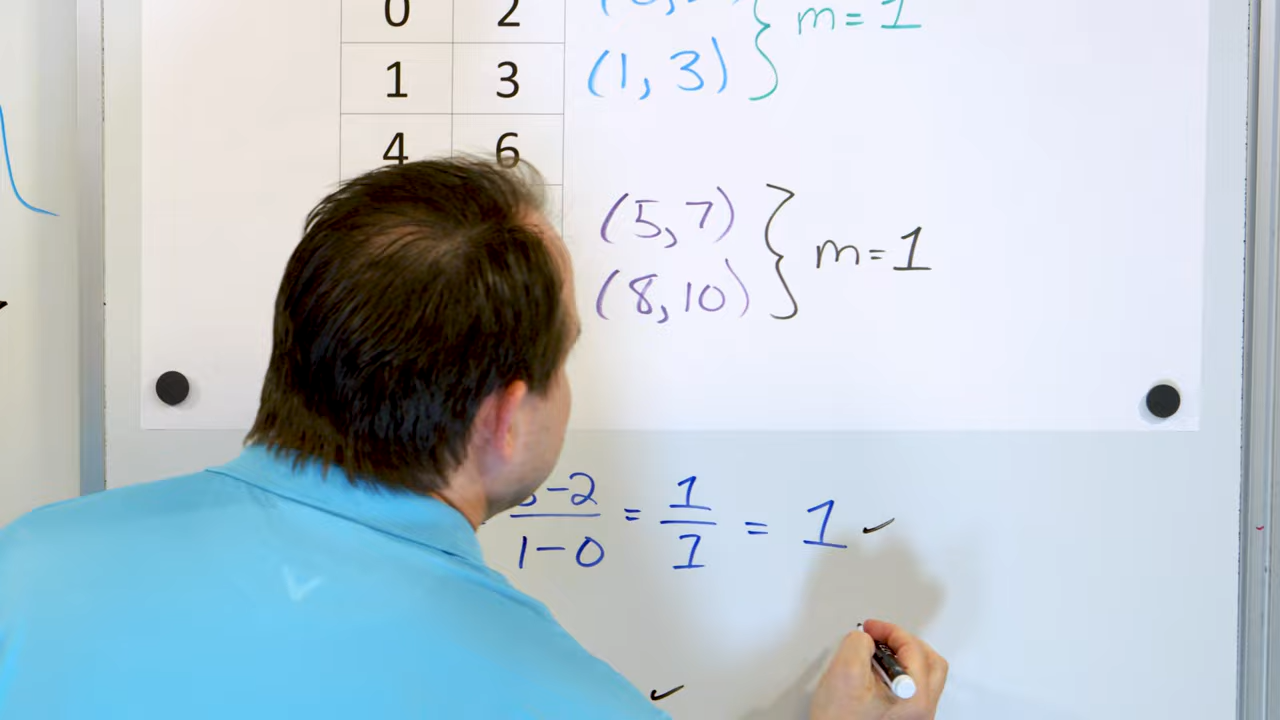 0 2
m = 1
1 3 (1, 3)
4 6
(5, 7)
(8, 10)
m = 1
-2
1-0
= 1/1 = 1 ✓
✓